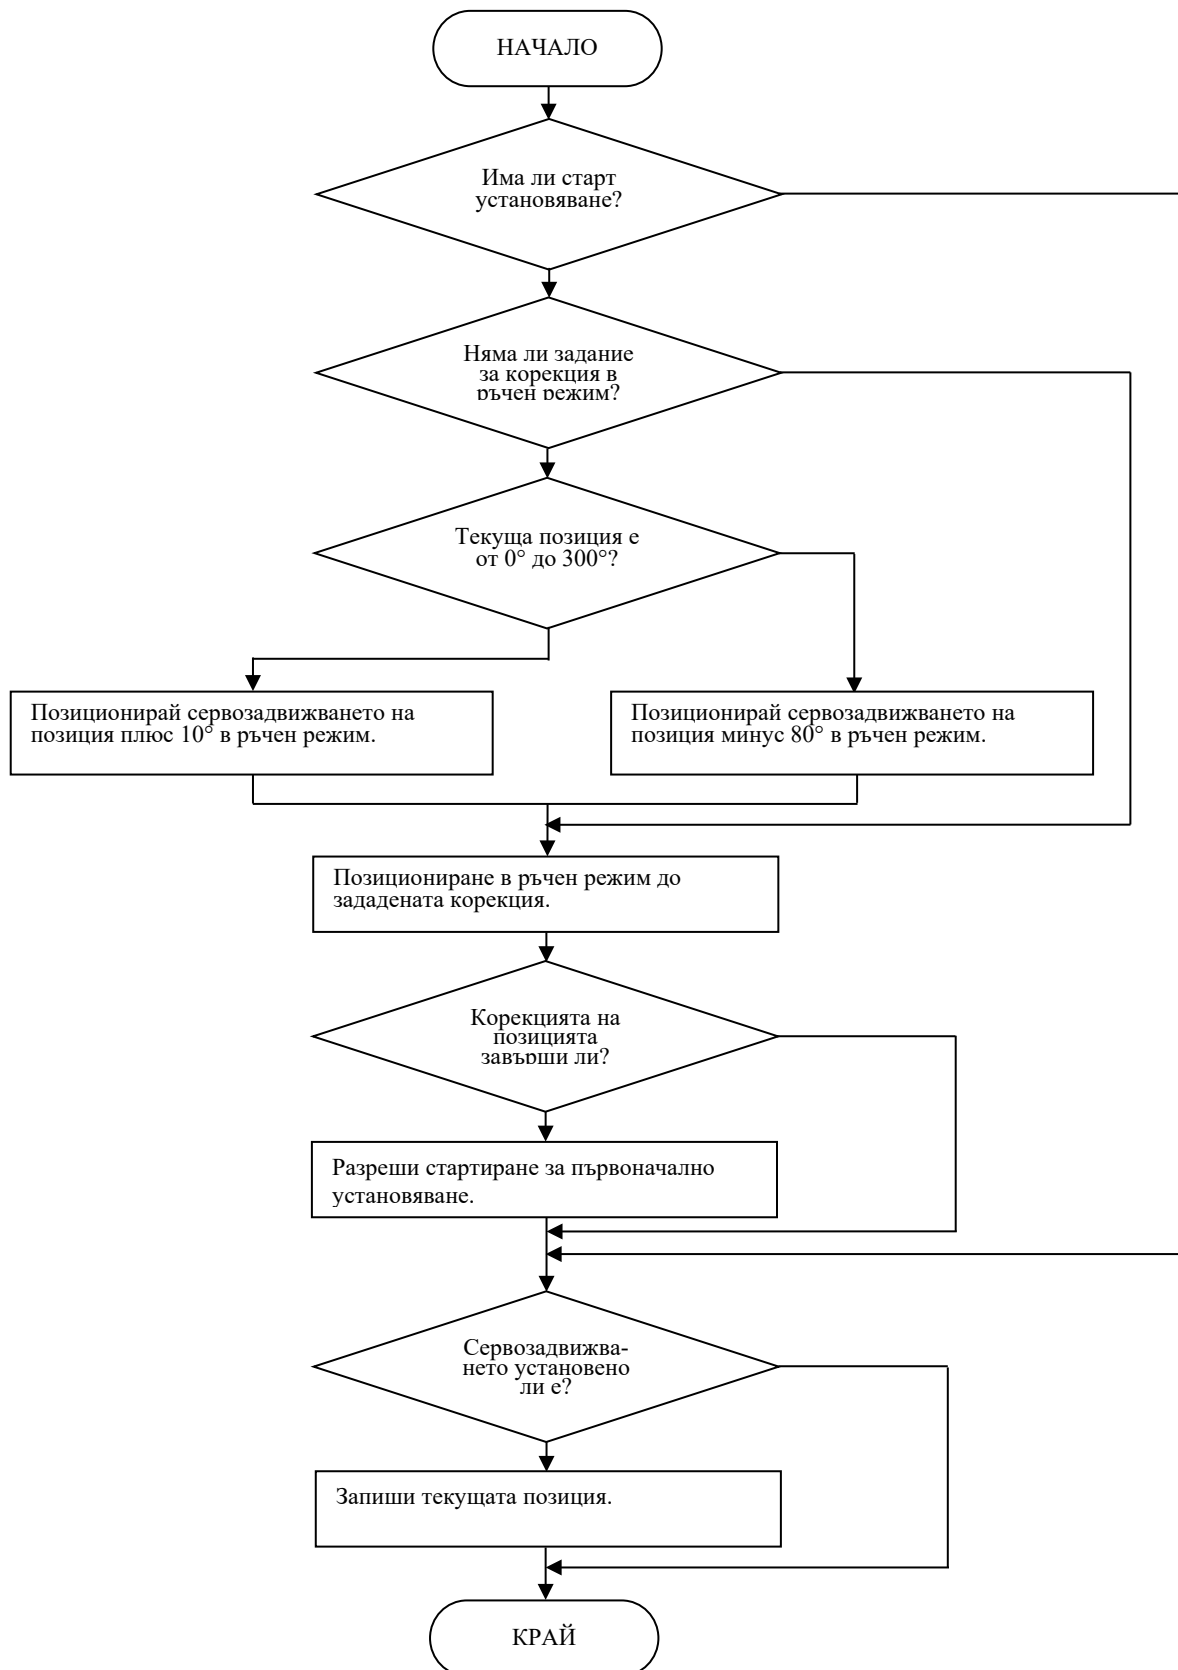 НАЧАЛО
Има ли старт
установяване?
Няма ли задание
за корекция в
ръчен режим?
Текуща позиция е
от 0° до 300°?
Позиционирай сервозадвижването на
позиция плюс 10° в ръчен режим.
Позиционирай сервозадвижването на
позиция минус 80° в ръчен режим.
Позициониране в ръчен режим до
зададената корекция.
Корекцията на
позицията
завърши ли?
Разреши стартиране за първоначално
установяване.
Сервозадвижва-
нето установено
ли е?
Запиши текущата позиция.
КРАЙ